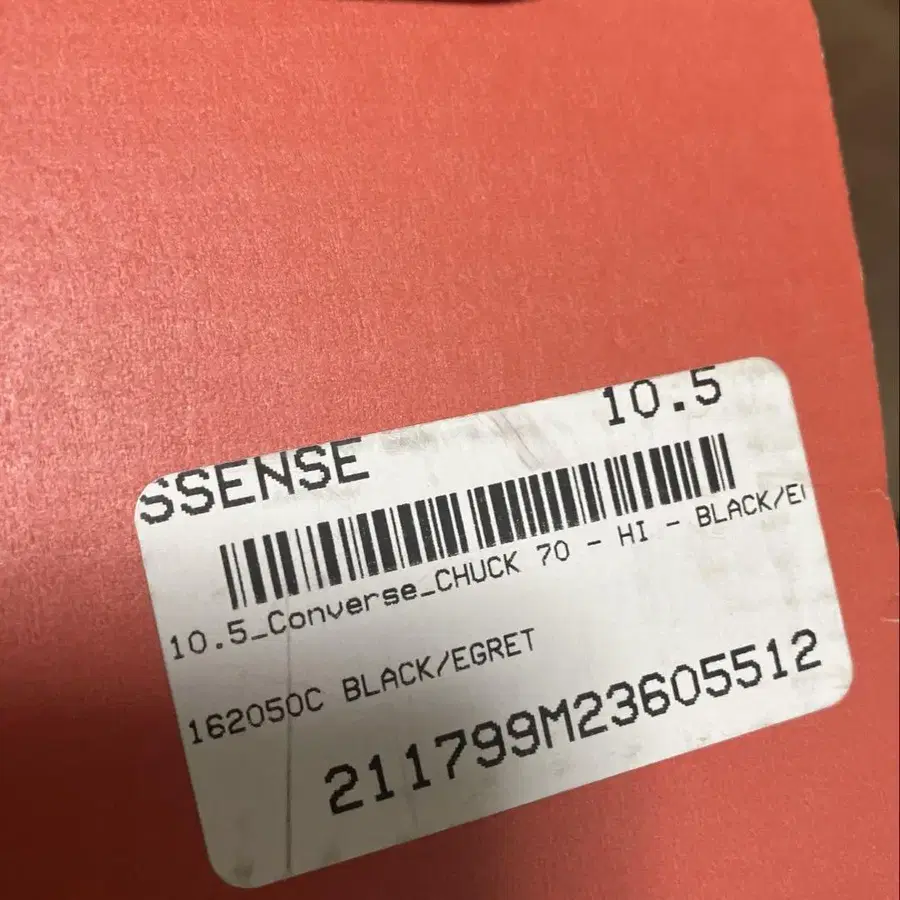 SSENSE 10.5
10.5_Converse_CHUCK 70 - HI - BLACK/E
162050C BLACK/EGRET
211799M23605512